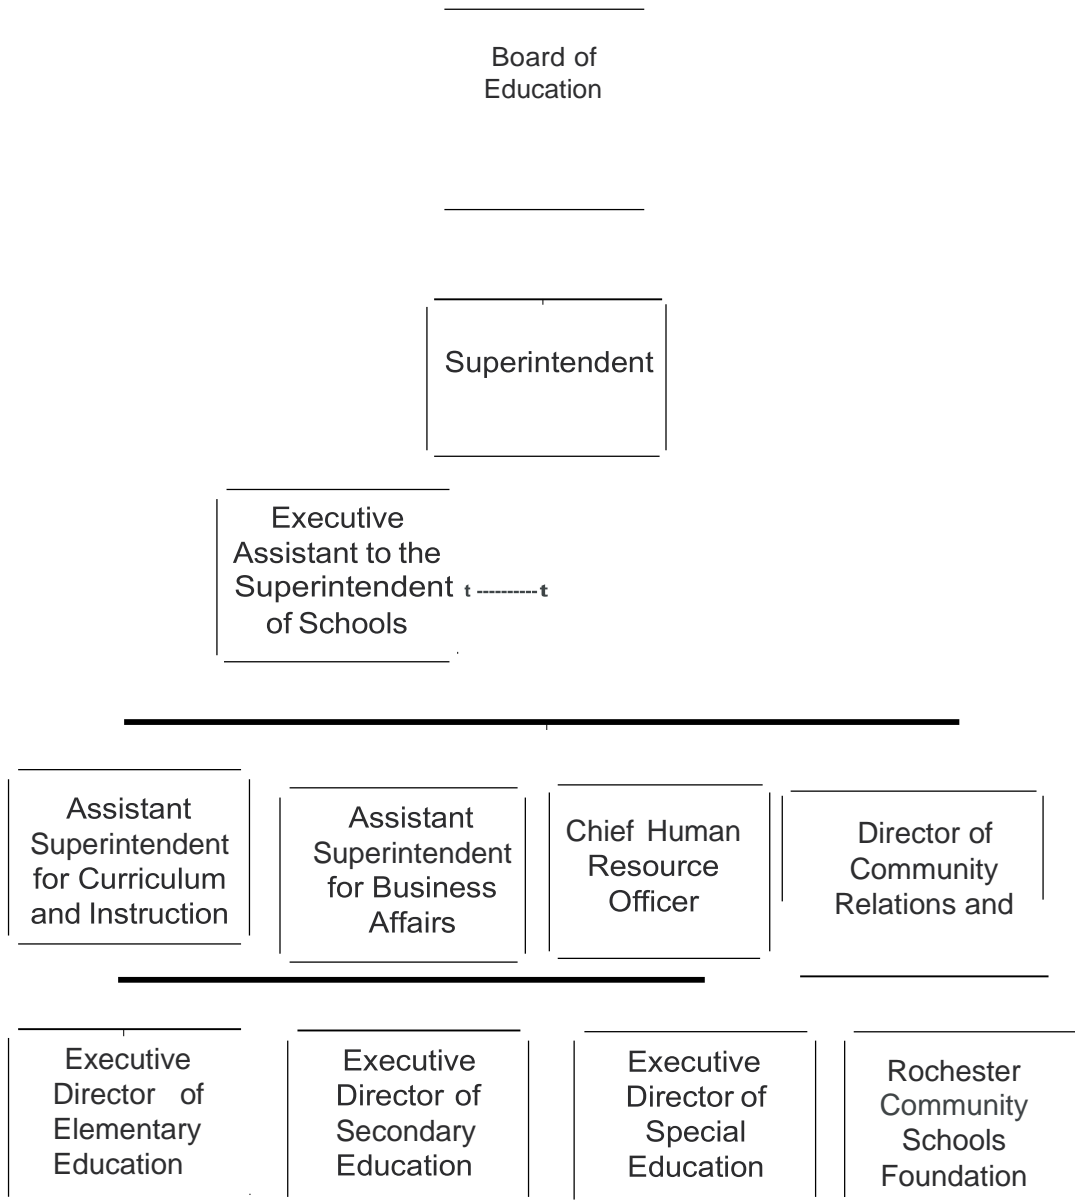 Board of
Education
Superintendent
Executive
Assistant to the
Superintendent t ----------t
of Schools
Assistant
Superintendent
for Curriculum
and Instruction
Assistant
Superintendent
for Business
Affairs
Chief Human
Resource
Officer
Director of
Community
Relations and
Executive
Director of
Elementary
Education
Executive
Director of
Secondary
Education
Executive
Director of
Special
Education
Rochester
Community
Schools
Foundation